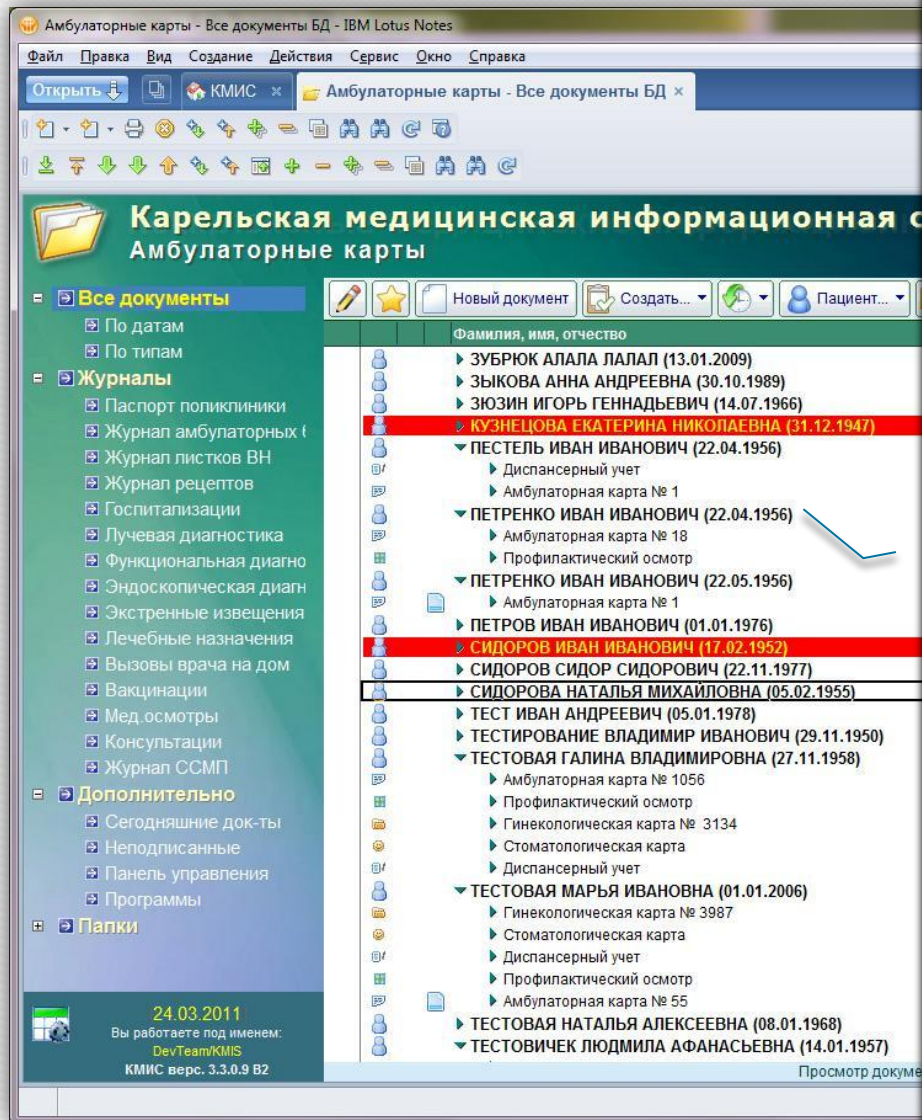 Амбулаторные карты - Все документы БД - IBM Lotus Notes
Файл Правка Вид Создание Действия Сервис Окно Справка
Открыть КМИС Амбулаторные карты - Все документы БД
Карельская медицинская информационная с
Амбулаторные карты
Все документы
По датам
По типам
Журналы
Паспорт поликлиники
Журнал амбулаторных
Журнал листков ВН
Журнал рецептов
Госпитализации
Лучевая диагностика
Функциональная диагно
Эндоскопическая диагн
Экстренные извещения
Лечебные назначения
Вызовы врача на дом
Вакцинации
Мед.осмотры
Консультации
Журнал ССМП
Дополнительно
Сегодняшние док-ты
Неподписанные
Панель управления
Программы
Папки
24.03.2011
Вы работаете под именем:
DevTeam/KMIS
КМИС верс. 3.3.0.9 B2
Новый документ Создать... Пациент...
Фамилия, имя, отчество
ЗУБРЮК АЛАЛА ЛАЛАЛ (13.01.2009)
ЗЫКОВА АННА АНДРЕЕВНА (30.10.1989)
ЗЮЗИН ИГОРЬ ГЕННАДЬЕВИЧ (14.07.1966)
КУЗНЕЦОВА ЕКАТЕРИНА НИКОЛАЕВНА (31.12.1947)
ПЕСТЕЛЬ ИВАН ИВАНОВИЧ (22.04.1956)
Диспансерный учет
Амбулаторная карта № 1
ПЕТРЕНКО ИВАН ИВАНОВИЧ (22.04.1956)
Амбулаторная карта № 18
Профилактический осмотр
ПЕТРЕНКО ИВАН ИВАНОВИЧ (22.05.1956)
Амбулаторная карта № 1
ПЕТРОВ ИВАН ИВАНОВИЧ (01.01.1976)
СИДОРОВ ИВАН ИВАНОВИЧ (17.02.1952)
СИДОРОВ СИДОР СИДОРОВИЧ (22.11.1977)
СИДОРОВА НАТАЛЬЯ МИХАЙЛОВНА (05.02.1955)
ТЕСТ ИВАН АНДРЕЕВИЧ (05.01.1978)
ТЕСТИРОВАНИЕ ВЛАДИМИР ИВАНОВИЧ (29.11.1950)
ТЕСТОВАЯ ГАЛИНА ВЛАДИМИРОВНА (27.11.1958)
Амбулаторная карта № 1056
Профилактический осмотр
Гинекологическая карта № 3134
Стоматологическая карта
Диспансерный учет
ТЕСТОВАЯ МАРЬЯ ИВАНОВНА (01.01.2006)
Гинекологическая карта № 3987
Стоматологическая карта
Диспансерный учет
Профилактический осмотр
Амбулаторная карта № 55
ТЕСТОВАЯ НАТАЛЬЯ АЛЕКСЕЕВНА (08.01.1968)
ТЕСТОВИЧЕК ЛЮДМИЛА АФАНАСЬЕВНА (14.01.1957)
Просмотр докуме